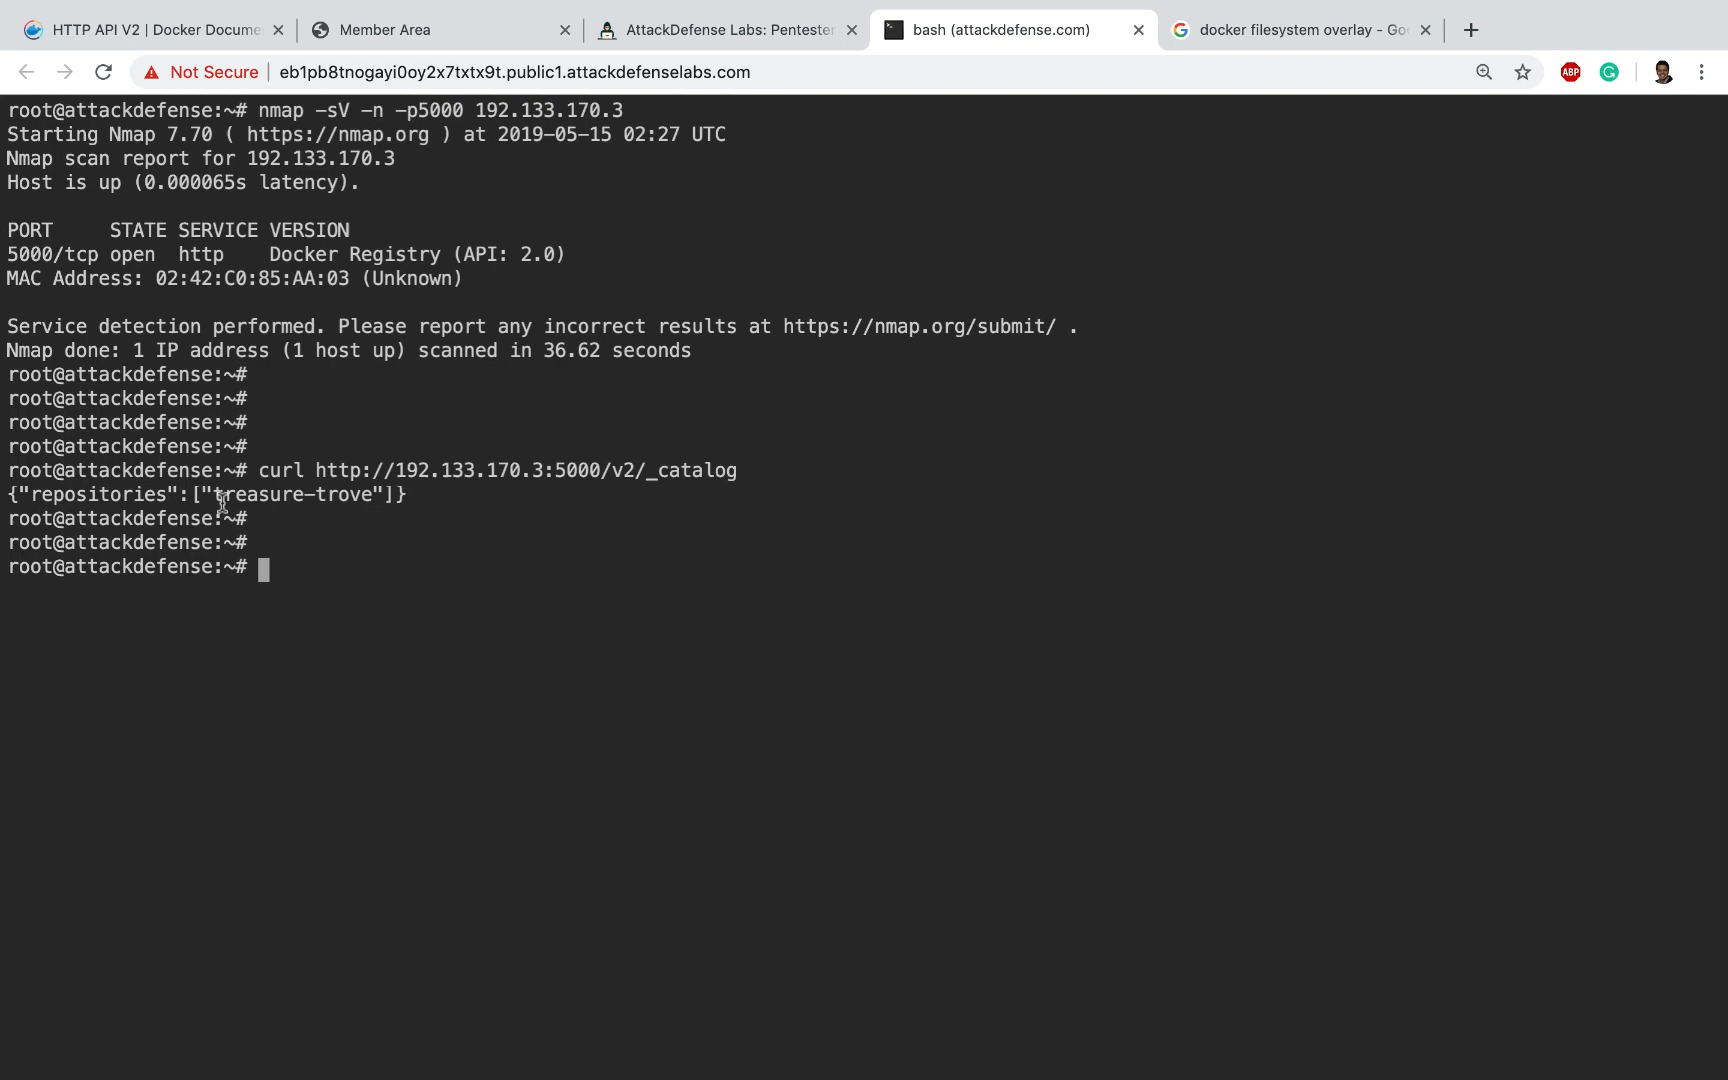 HTTP API V2 | Docker Docume
Member Area
AttackDefense Labs: Pentester
bash (attackdefense.com)
docker filesystem overlay - Goo
Not Secure
eb1pb8tnogayi0oy2x7txtx9t.public1.attackdefenselabs.com
ABP
root@attackdefense:~# nmap -sV -n -p5000 192.133.170.3
Starting Nmap 7.70 ( https://nmap.org ) at 2019-05-15 02:27 UTC
Nmap scan report for 192.133.170.3
Host is up (0.000065s latency).
PORT     STATE SERVICE VERSION
5000/tcp open  http    Docker Registry (API: 2.0)
MAC Address: 02:42:C0:85:AA:03 (Unknown)
Service detection performed. Please report any incorrect results at https://nmap.org/submit/ .
Nmap done: 1 IP address (1 host up) scanned in 36.62 seconds
root@attackdefense:~#
root@attackdefense:~#
root@attackdefense:~#
root@attackdefense:~#
root@attackdefense:~# curl http://192.133.170.3:5000/v2/_catalog
{"repositories":["treasure-trove"]}
root@attackdefense:~#
root@attackdefense:~#
root@attackdefense:~#